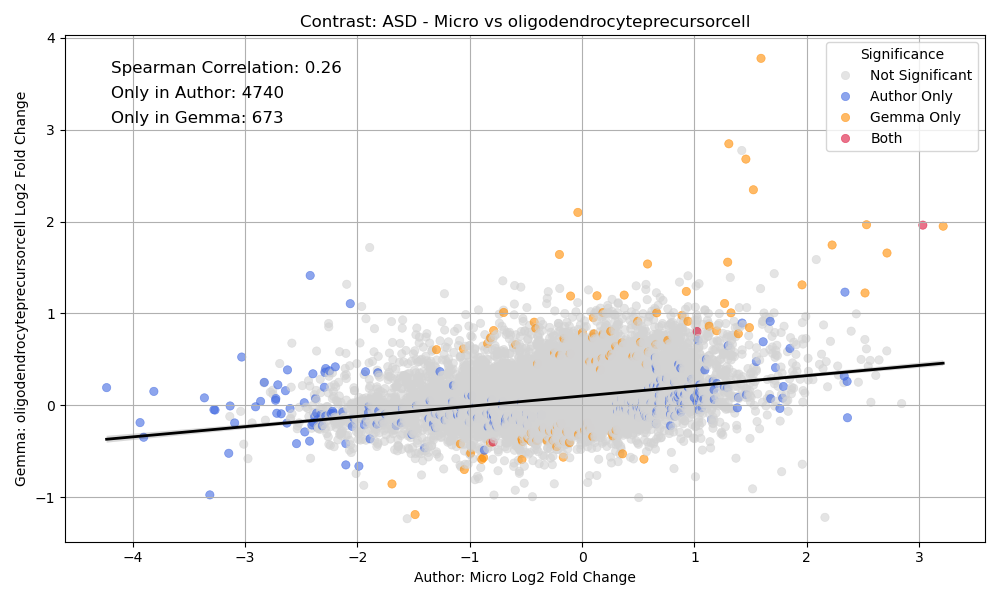 Contrast: ASD - Micro vs oligodendrocyteprecursorcell
Spearman Correlation: 0.26
Only in Author: 4740
Only in Gemma: 673
Significance
Not Significant
Author Only
Gemma Only
Both
Gemma: oligodendrocyteprecursorcell Log2 Fold Change
4
3
2
1
0
−1
−4
−3
−2
−1
0
1
2
3
Author: Micro Log2 Fold Change